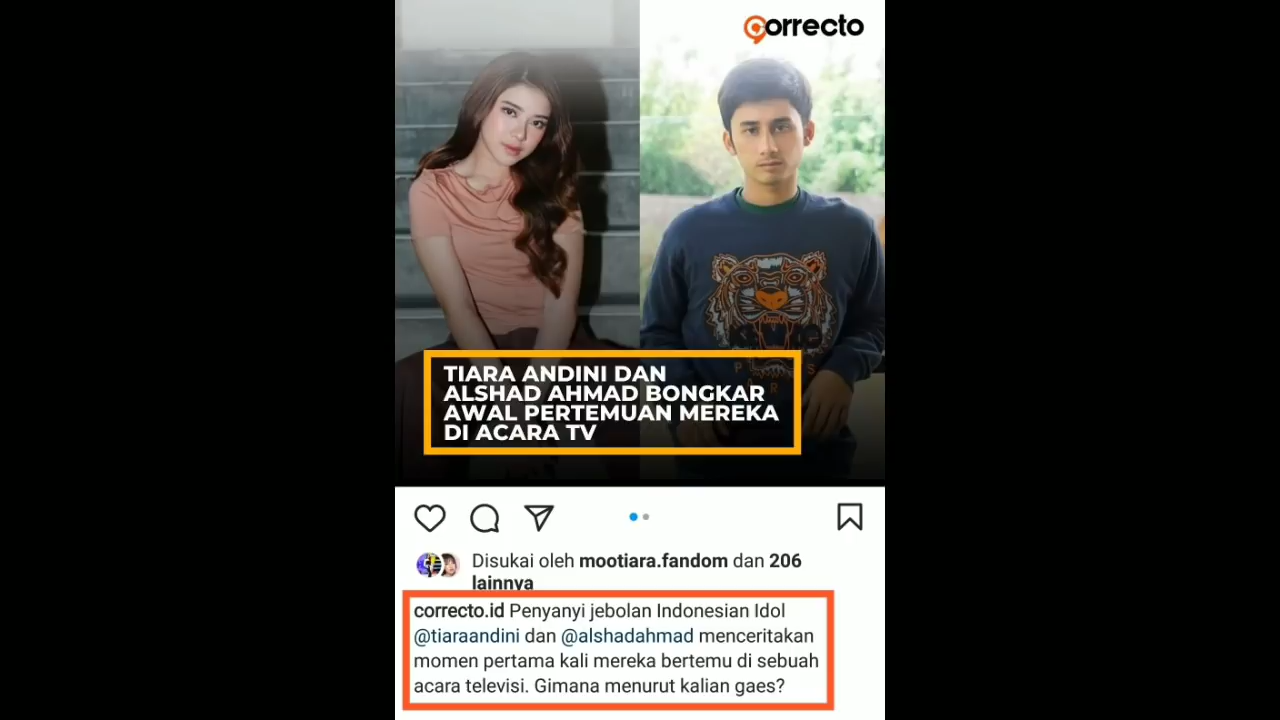 correcto
TIARA ANDINI DAN
ALSHAD AHMAD BONGKAR
AWAL PERTEMUAN MEREKA
DI ACARA TV
Disukai oleh mootiara.fandom dan 206
lainnya
correcto.id Penyanyi jebolan Indonesian Idol
@tiaraandini dan @alshadahmad menceritakan
momen pertama kali mereka bertemu di sebuah
acara televisi. Gimana menurut kalian gaes?